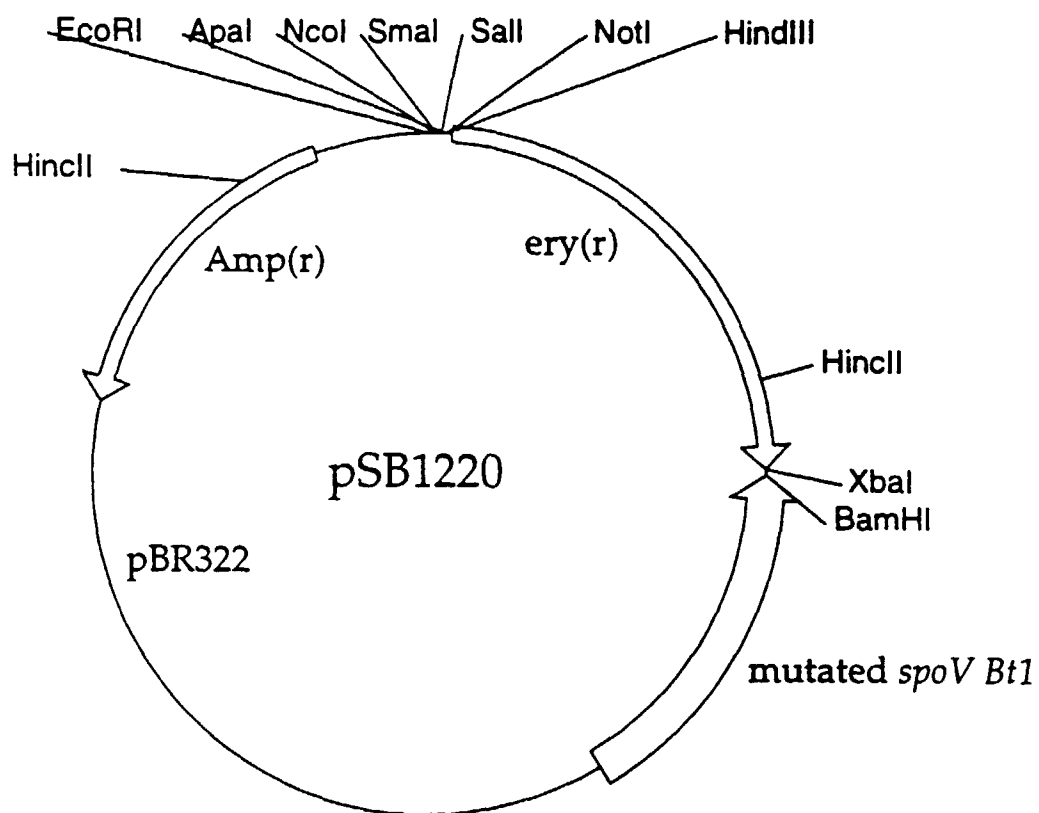 EcoRI ApaI NcoI SmaI SalI NotI HindIII
HincII
Amp(r)
ery(r)
HincII
pSB1220
XbaI
BamHI
pBR322
mutated spoV Bt1